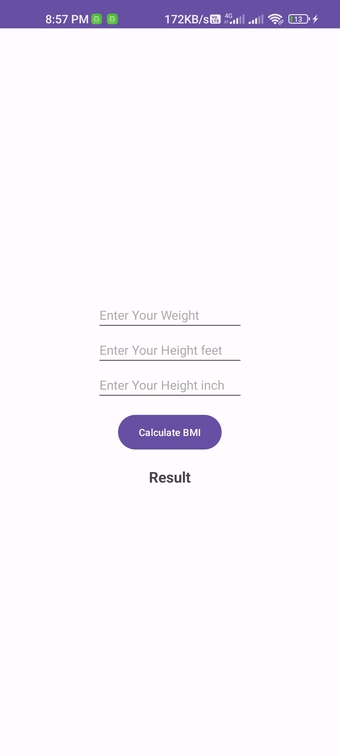 8:57 PM 172KB/s 4G 13
Enter Your Weight
Enter Your Height feet
Enter Your Height inch
Calculate BMI
Result